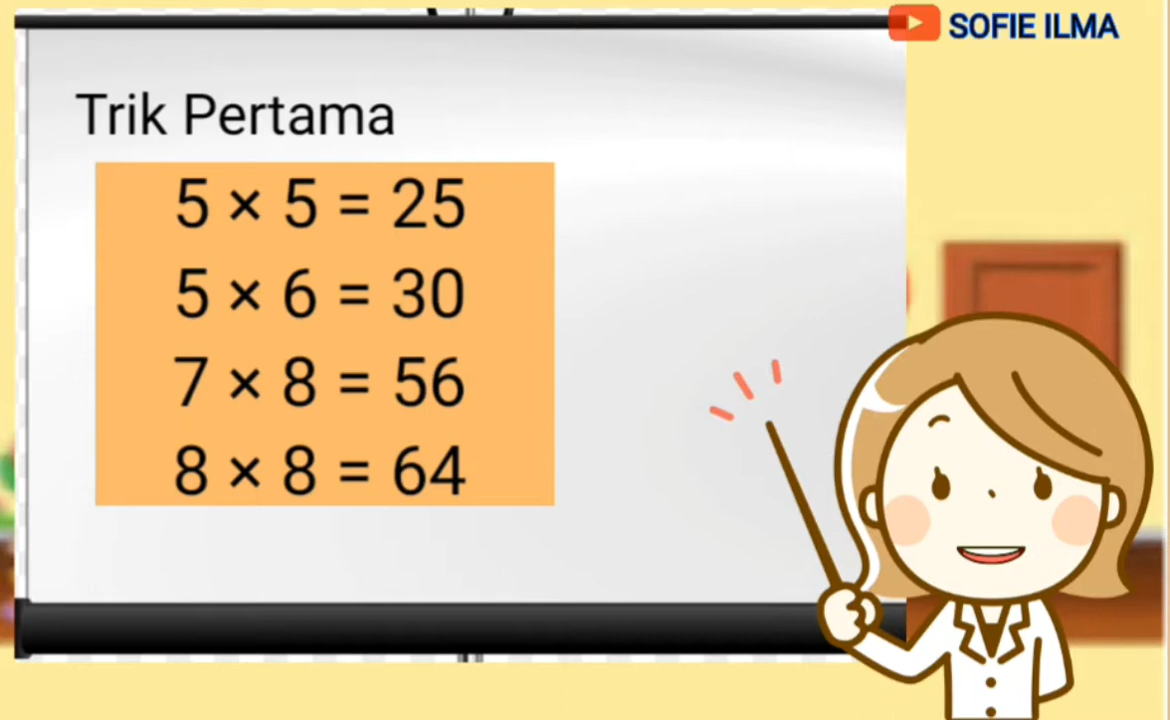 SOFIE ILMA
Trik Pertama
5 × 5 = 25
5 × 6 = 30
7 × 8 = 56
8 × 8 = 64